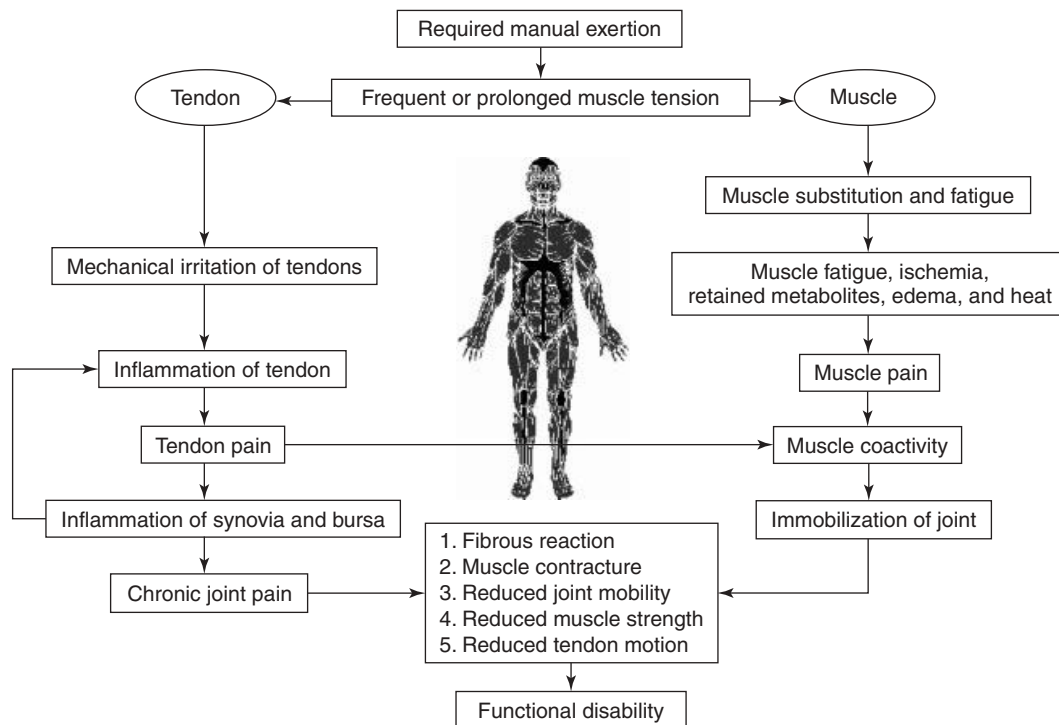 Required manual exertion
Tendon
Frequent or prolonged muscle tension
Muscle
Muscle substitution and fatigue
Mechanical irritation of tendons
Muscle fatigue, ischemia,
retained metabolites, edema, and heat
Inflammation of tendon
Muscle pain
Tendon pain
Muscle coactivity
Inflammation of synovia and bursa
Immobilization of joint
Chronic joint pain
1. Fibrous reaction
2. Muscle contracture
3. Reduced joint mobility
4. Reduced muscle strength
5. Reduced tendon motion
Functional disability